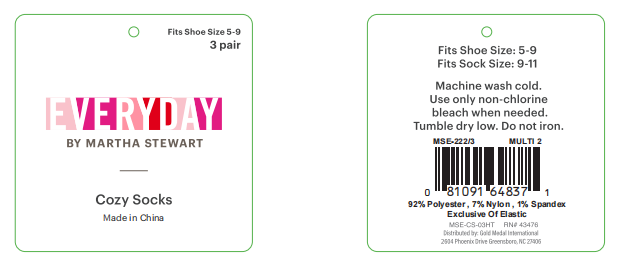 Fits Shoe Size 5-9
3 pair
EVERYDAY
BY MARTHA STEWART
Cozy Socks
Made in China
Fits Shoe Size: 5-9
Fits Sock Size: 9-11
Machine wash cold.
Use only non-chlorine
bleach when needed.
Tumble dry low. Do not iron.
MSE-222/3 MULTI 2
0 81091 64837 1
92% Polyester , 7% Nylon , 1% Spandex
Exclusive Of Elastic
MSE-CS-03HT RN# 43476
Distributed by: Gold Medal International
2604 Phoenix Drive Greensboro, NC 27406